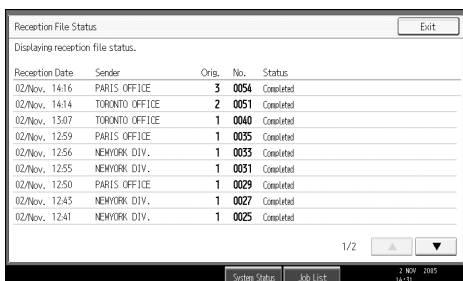 Reception File Status Exit
Displaying reception file status.
Reception Date Sender Orig. No. Status
02/Nov. 14:16 PARIS OFFICE 3 0054 Completed
02/Nov. 14:14 TORONTO OFFICE 2 0051 Completed
02/Nov. 13:07 TORONTO OFFICE 1 0040 Completed
02/Nov. 12:59 PARIS OFFICE 1 0035 Completed
02/Nov. 12:56 NEWYORK DIV. 1 0033 Completed
02/Nov. 12:55 NEWYORK DIV. 1 0031 Completed
02/Nov. 12:50 PARIS OFFICE 1 0029 Completed
02/Nov. 12:43 NEWYORK DIV. 1 0027 Completed
02/Nov. 12:41 NEWYORK DIV. 1 0025 Completed
1/2 ▲ ▼
System Status Job List 2 NOV 2005
14:31